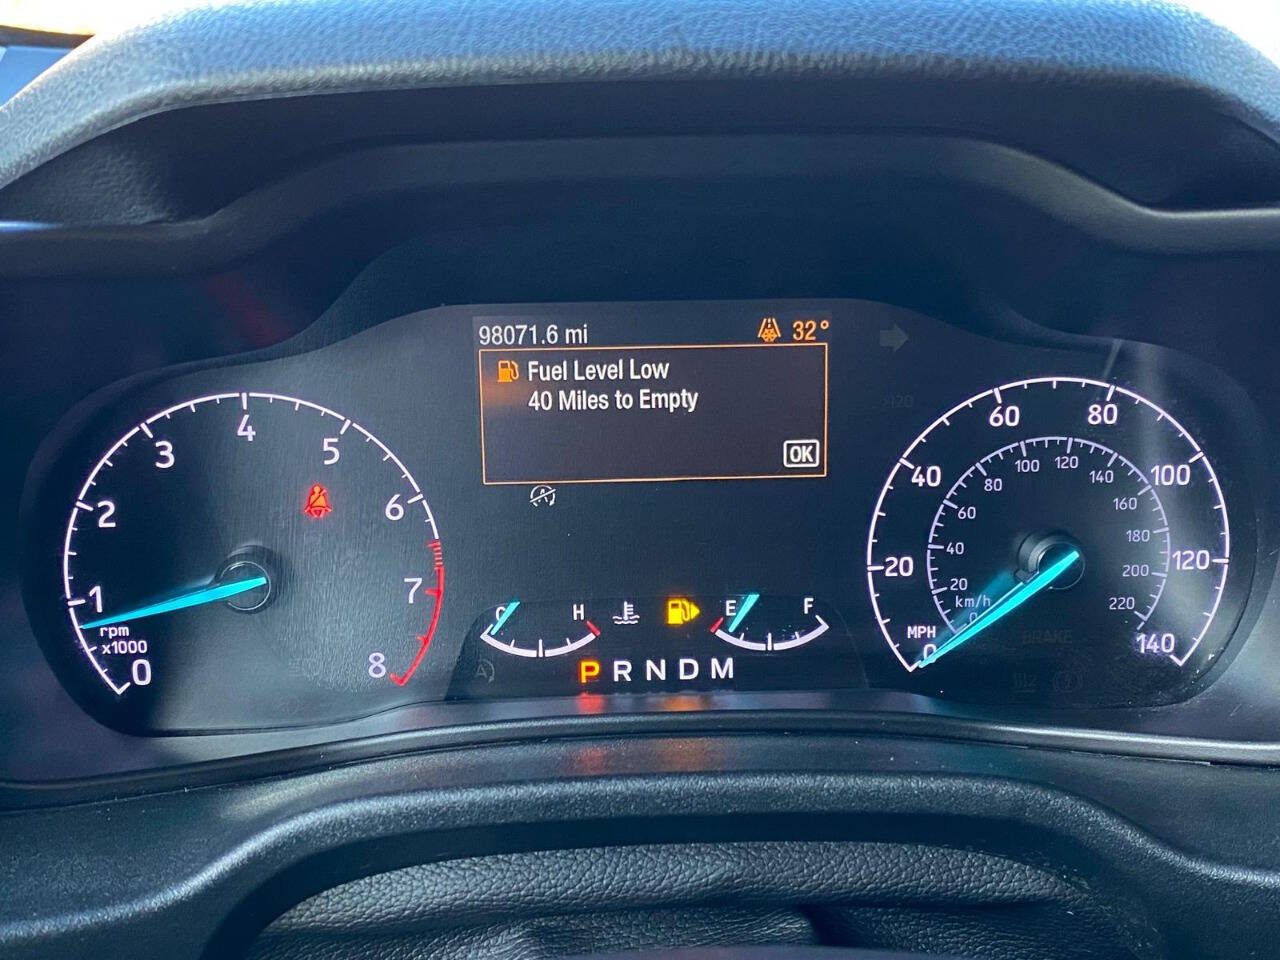 98071.6 mi 32°
Fuel Level Low
40 Miles to Empty
OK
0 1 2 3 4 5 6 7 8
rpm
x1000
C H
E F
P R N D M
0 20 40 60 80 100 120 140
MPH
km/h
0 20 40 60 80 100 120 140 160 180 200 220
BRAKE